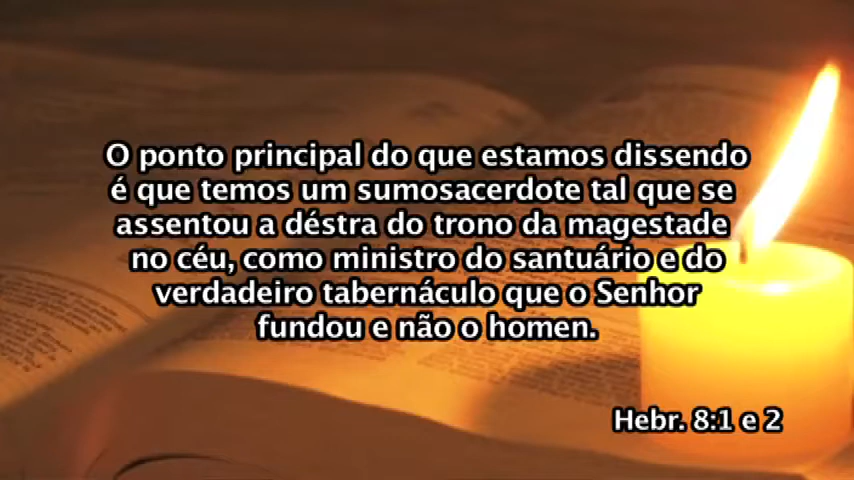 O ponto principal do que estamos dissendo
é que temos um sumosacerdote tal que se
assentou a déstra do trono da magestade
no céu, como ministro do santuário e do
verdadeiro tabernáculo que o Senhor
fundou e não o homen.
Hebr. 8:1 e 2